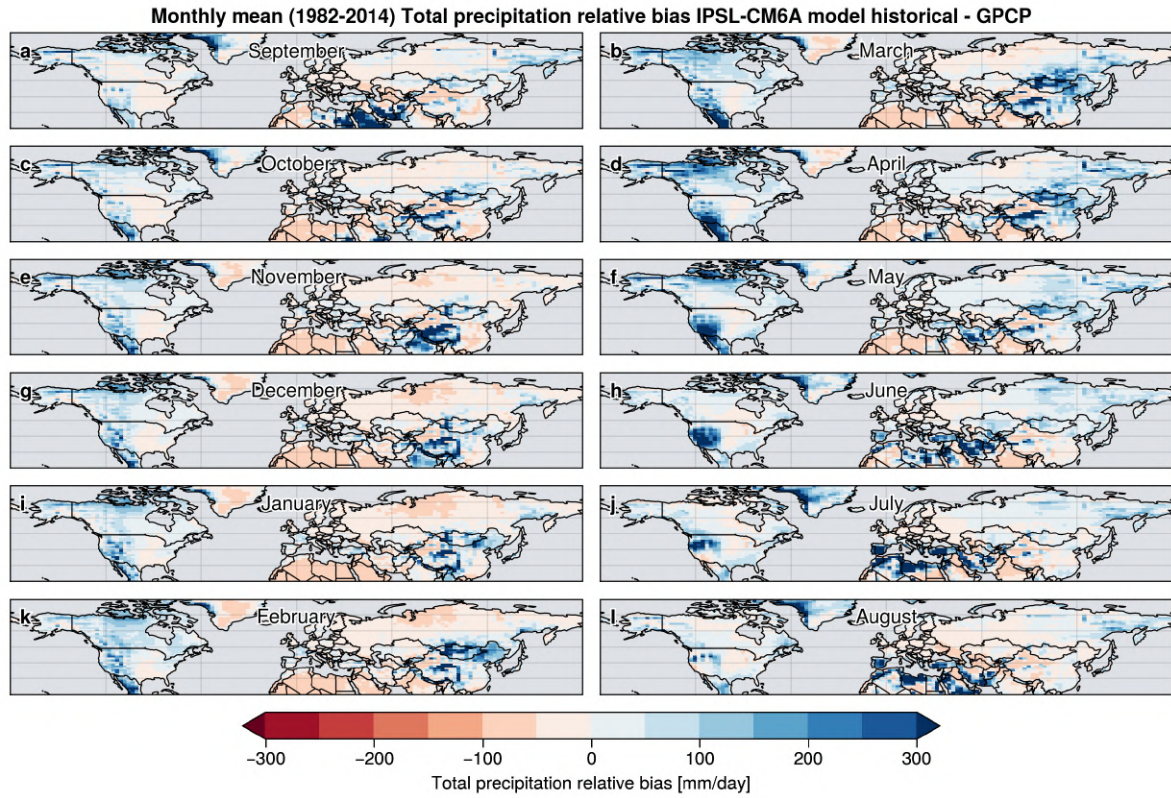 Monthly mean (1982-2014) Total precipitation relative bias IPSL-CM6A model historical - GPCP
a September
b March
c October
d April
e November
f May
g December
h June
i January
j July
k February
l August
−300 −200 −100 0 100 200 300
Total precipitation relative bias [mm/day]